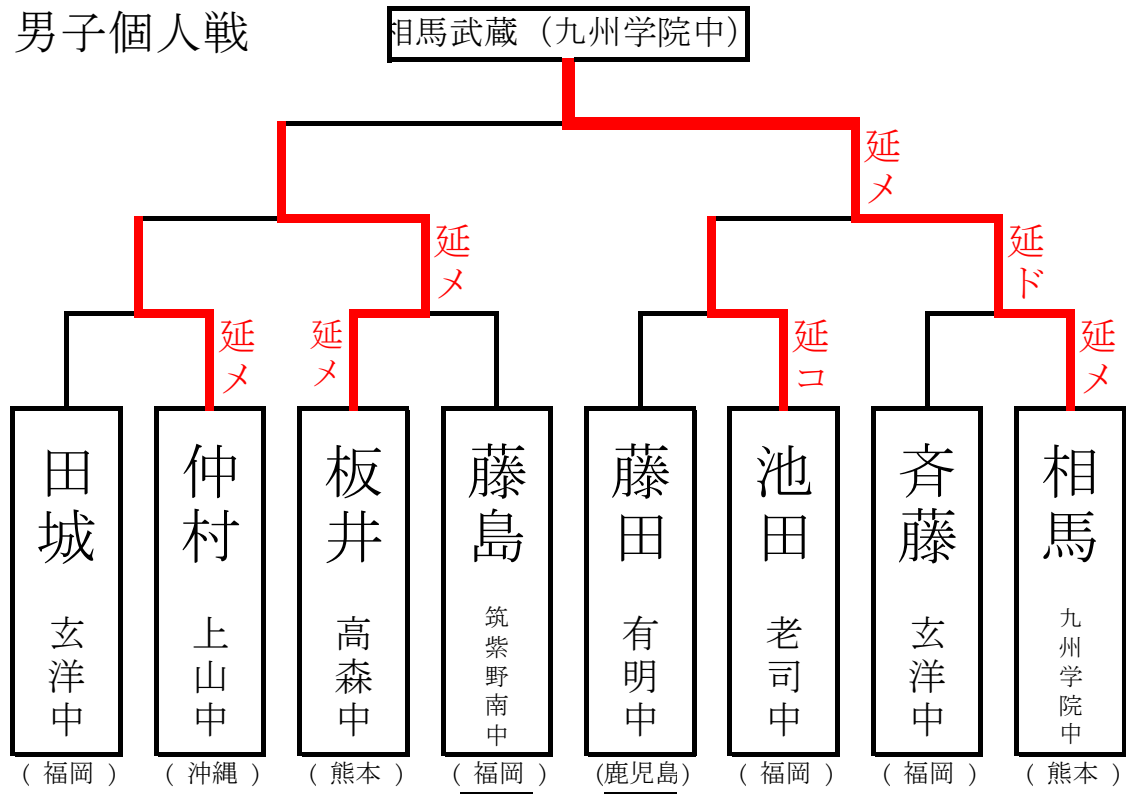 男子個人戦
相馬武蔵（九州学院中）
延メ
延メ
延ド
延メ
延メ
延コ
延メ
田城 玄洋中
仲村 上山中
板井 高森中
藤島 筑紫野南中
藤田 有明中
池田 老司中
斉藤 玄洋中
相馬 九州学院中
(福岡)
(沖縄)
(熊本)
(福岡)
(鹿児島)
(福岡)
(福岡)
(熊本)